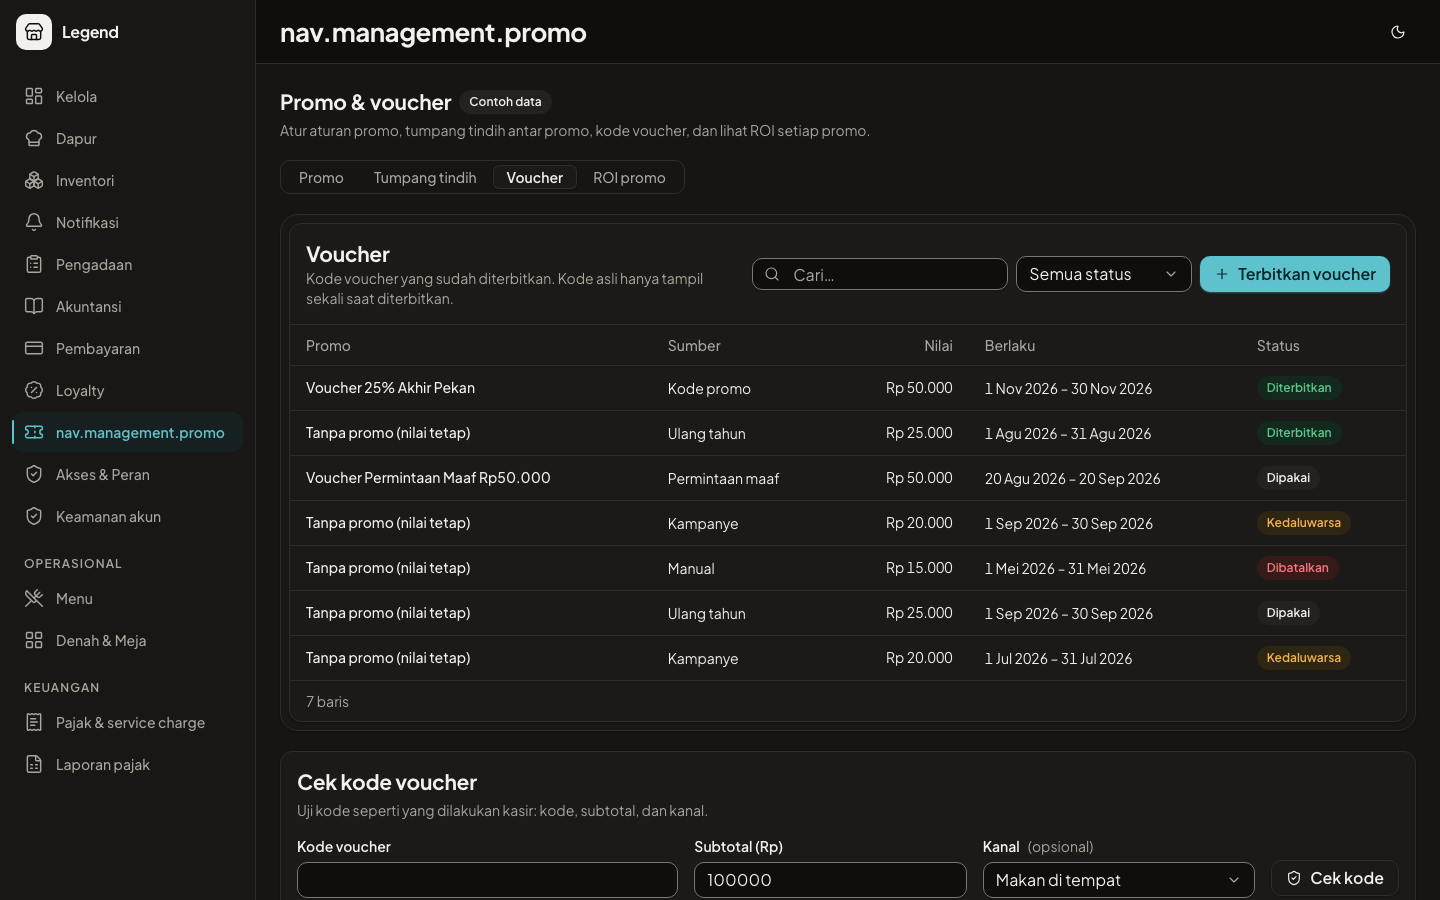 Legend
nav.management.promo
Kelola
Dapur
Inventori
Notifikasi
Pengadaan
Akuntansi
Pembayaran
Loyalty
nav.management.promo
Akses & Peran
Keamanan akun
OPERASIONAL
Menu
Denah & Meja
KEUANGAN
Pajak & service charge
Laporan pajak
Promo & voucher Contoh data
Atur aturan promo, tumpang tindih antar promo, kode voucher, dan lihat ROI setiap promo.
Promo Tumpang tindih Voucher ROI promo
Voucher
Kode voucher yang sudah diterbitkan. Kode asli hanya tampil
sekali saat diterbitkan.
Cari... Semua status Terbitkan voucher
Promo Sumber Nilai Berlaku Status
Voucher 25% Akhir Pekan Kode promo Rp 50.000 1 Nov 2026 – 30 Nov 2026 Diterbitkan
Tanpa promo (nilai tetap) Ulang tahun Rp 25.000 1 Agu 2026 – 31 Agu 2026 Diterbitkan
Voucher Permintaan Maaf Rp50.000 Permintaan maaf Rp 50.000 20 Agu 2026 – 20 Sep 2026 Dipakai
Tanpa promo (nilai tetap) Kampanye Rp 20.000 1 Sep 2026 – 30 Sep 2026 Kedaluwarsa
Tanpa promo (nilai tetap) Manual Rp 15.000 1 Mei 2026 – 31 Mei 2026 Dibatalkan
Tanpa promo (nilai tetap) Ulang tahun Rp 25.000 1 Sep 2026 – 30 Sep 2026 Dipakai
Tanpa promo (nilai tetap) Kampanye Rp 20.000 1 Jul 2026 – 31 Jul 2026 Kedaluwarsa
7 baris
Cek kode voucher
Uji kode seperti yang dilakukan kasir: kode, subtotal, dan kanal.
Kode voucher Subtotal (Rp) Kanal (opsional)
100000 Makan di tempat Cek kode